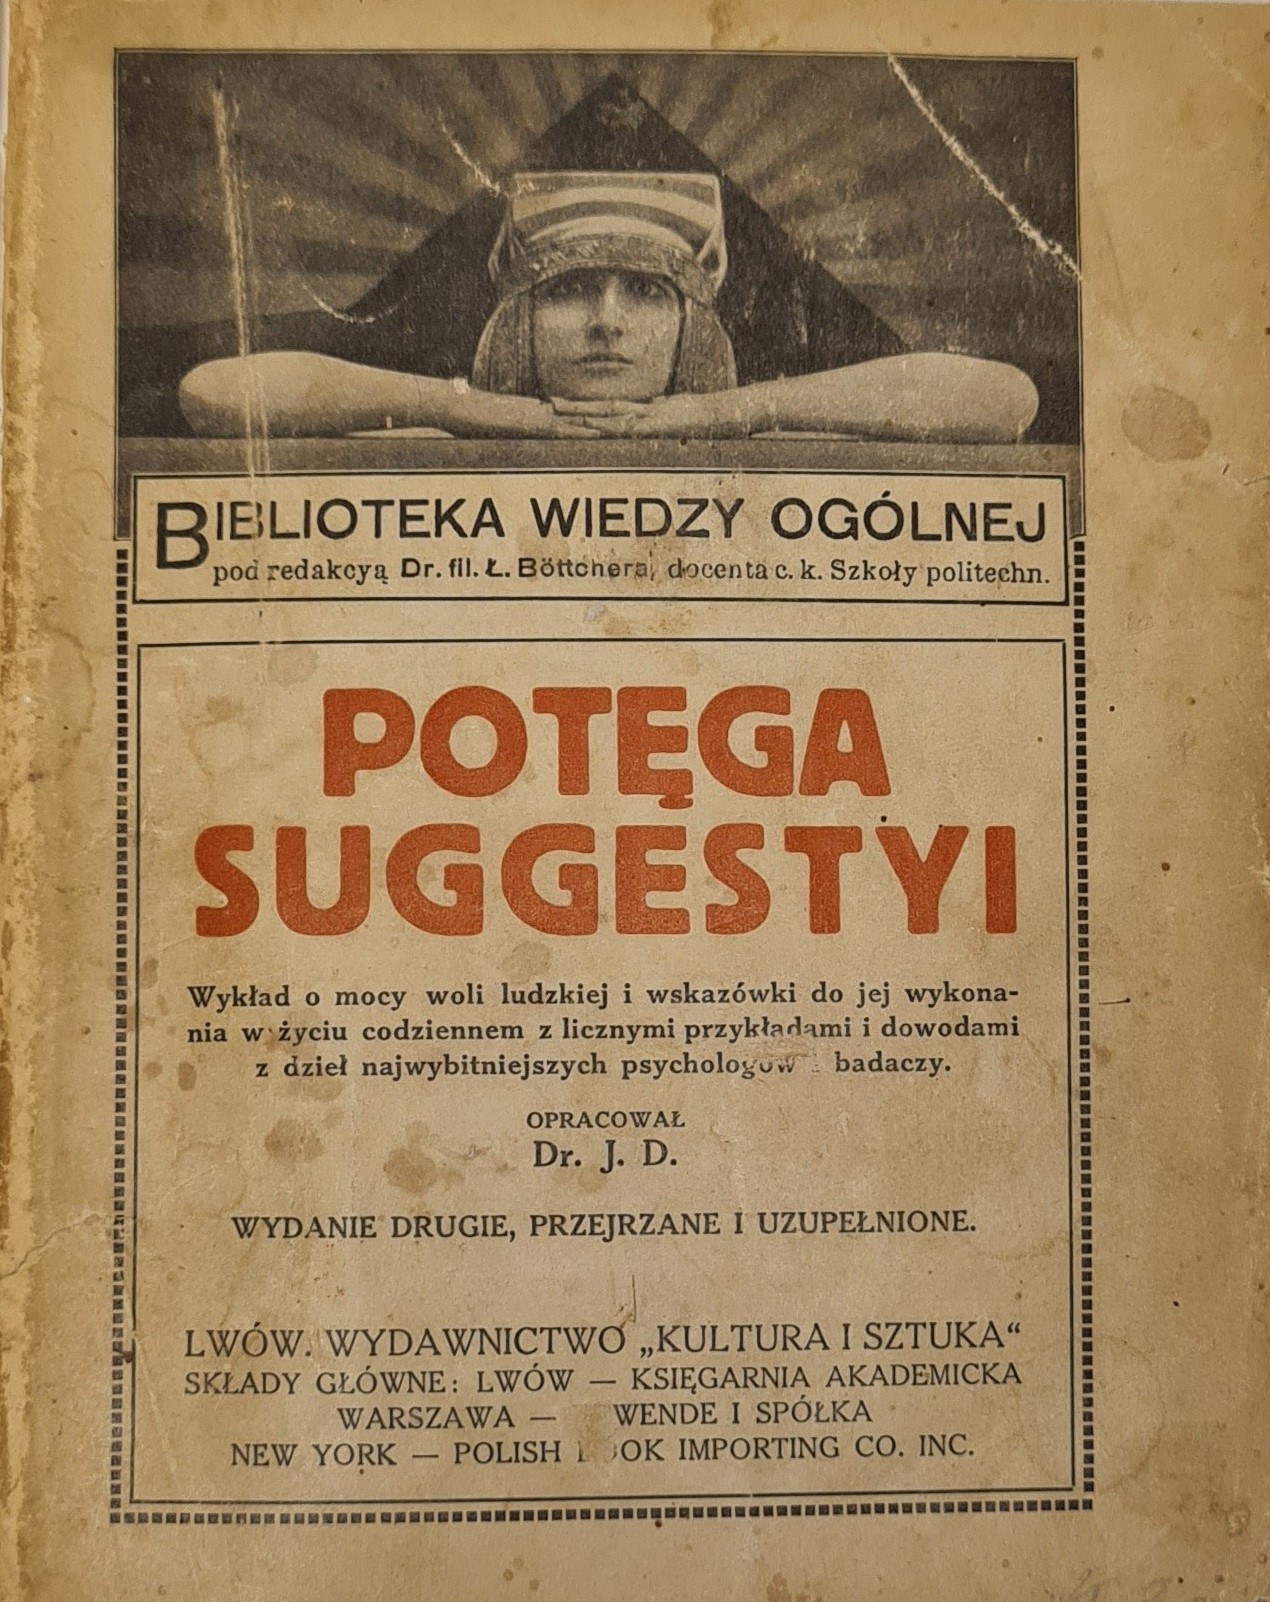 BIBLIOTEKA WIEDZY OGÓLNEJ
pod redakcyą Dr. fil. Ł. Böttchera, docenta c. k. Szkoły politechn.
POTĘGA
SUGGESTYI
Wykład o mocy woli ludzkiej i wskazówki do jej wykona-
nia w życiu codziennem z licznymi przykładami i dowodami
z dzieł najwybitniejszych psychologów i badaczy.
OPRACOWAŁ
Dr. J. D.
WYDANIE DRUGIE, PRZEJRZANE I UZUPEŁNIONE.
LWÓW. WYDAWNICTWO „KULTURA I SZTUKA“
SKŁADY GŁÓWNE: LWÓW — KSIĘGARNIA AKADEMICKA
WARSZAWA — WENDE I SPÓŁKA
NEW YORK — POLISH BOOK IMPORTING CO. INC.